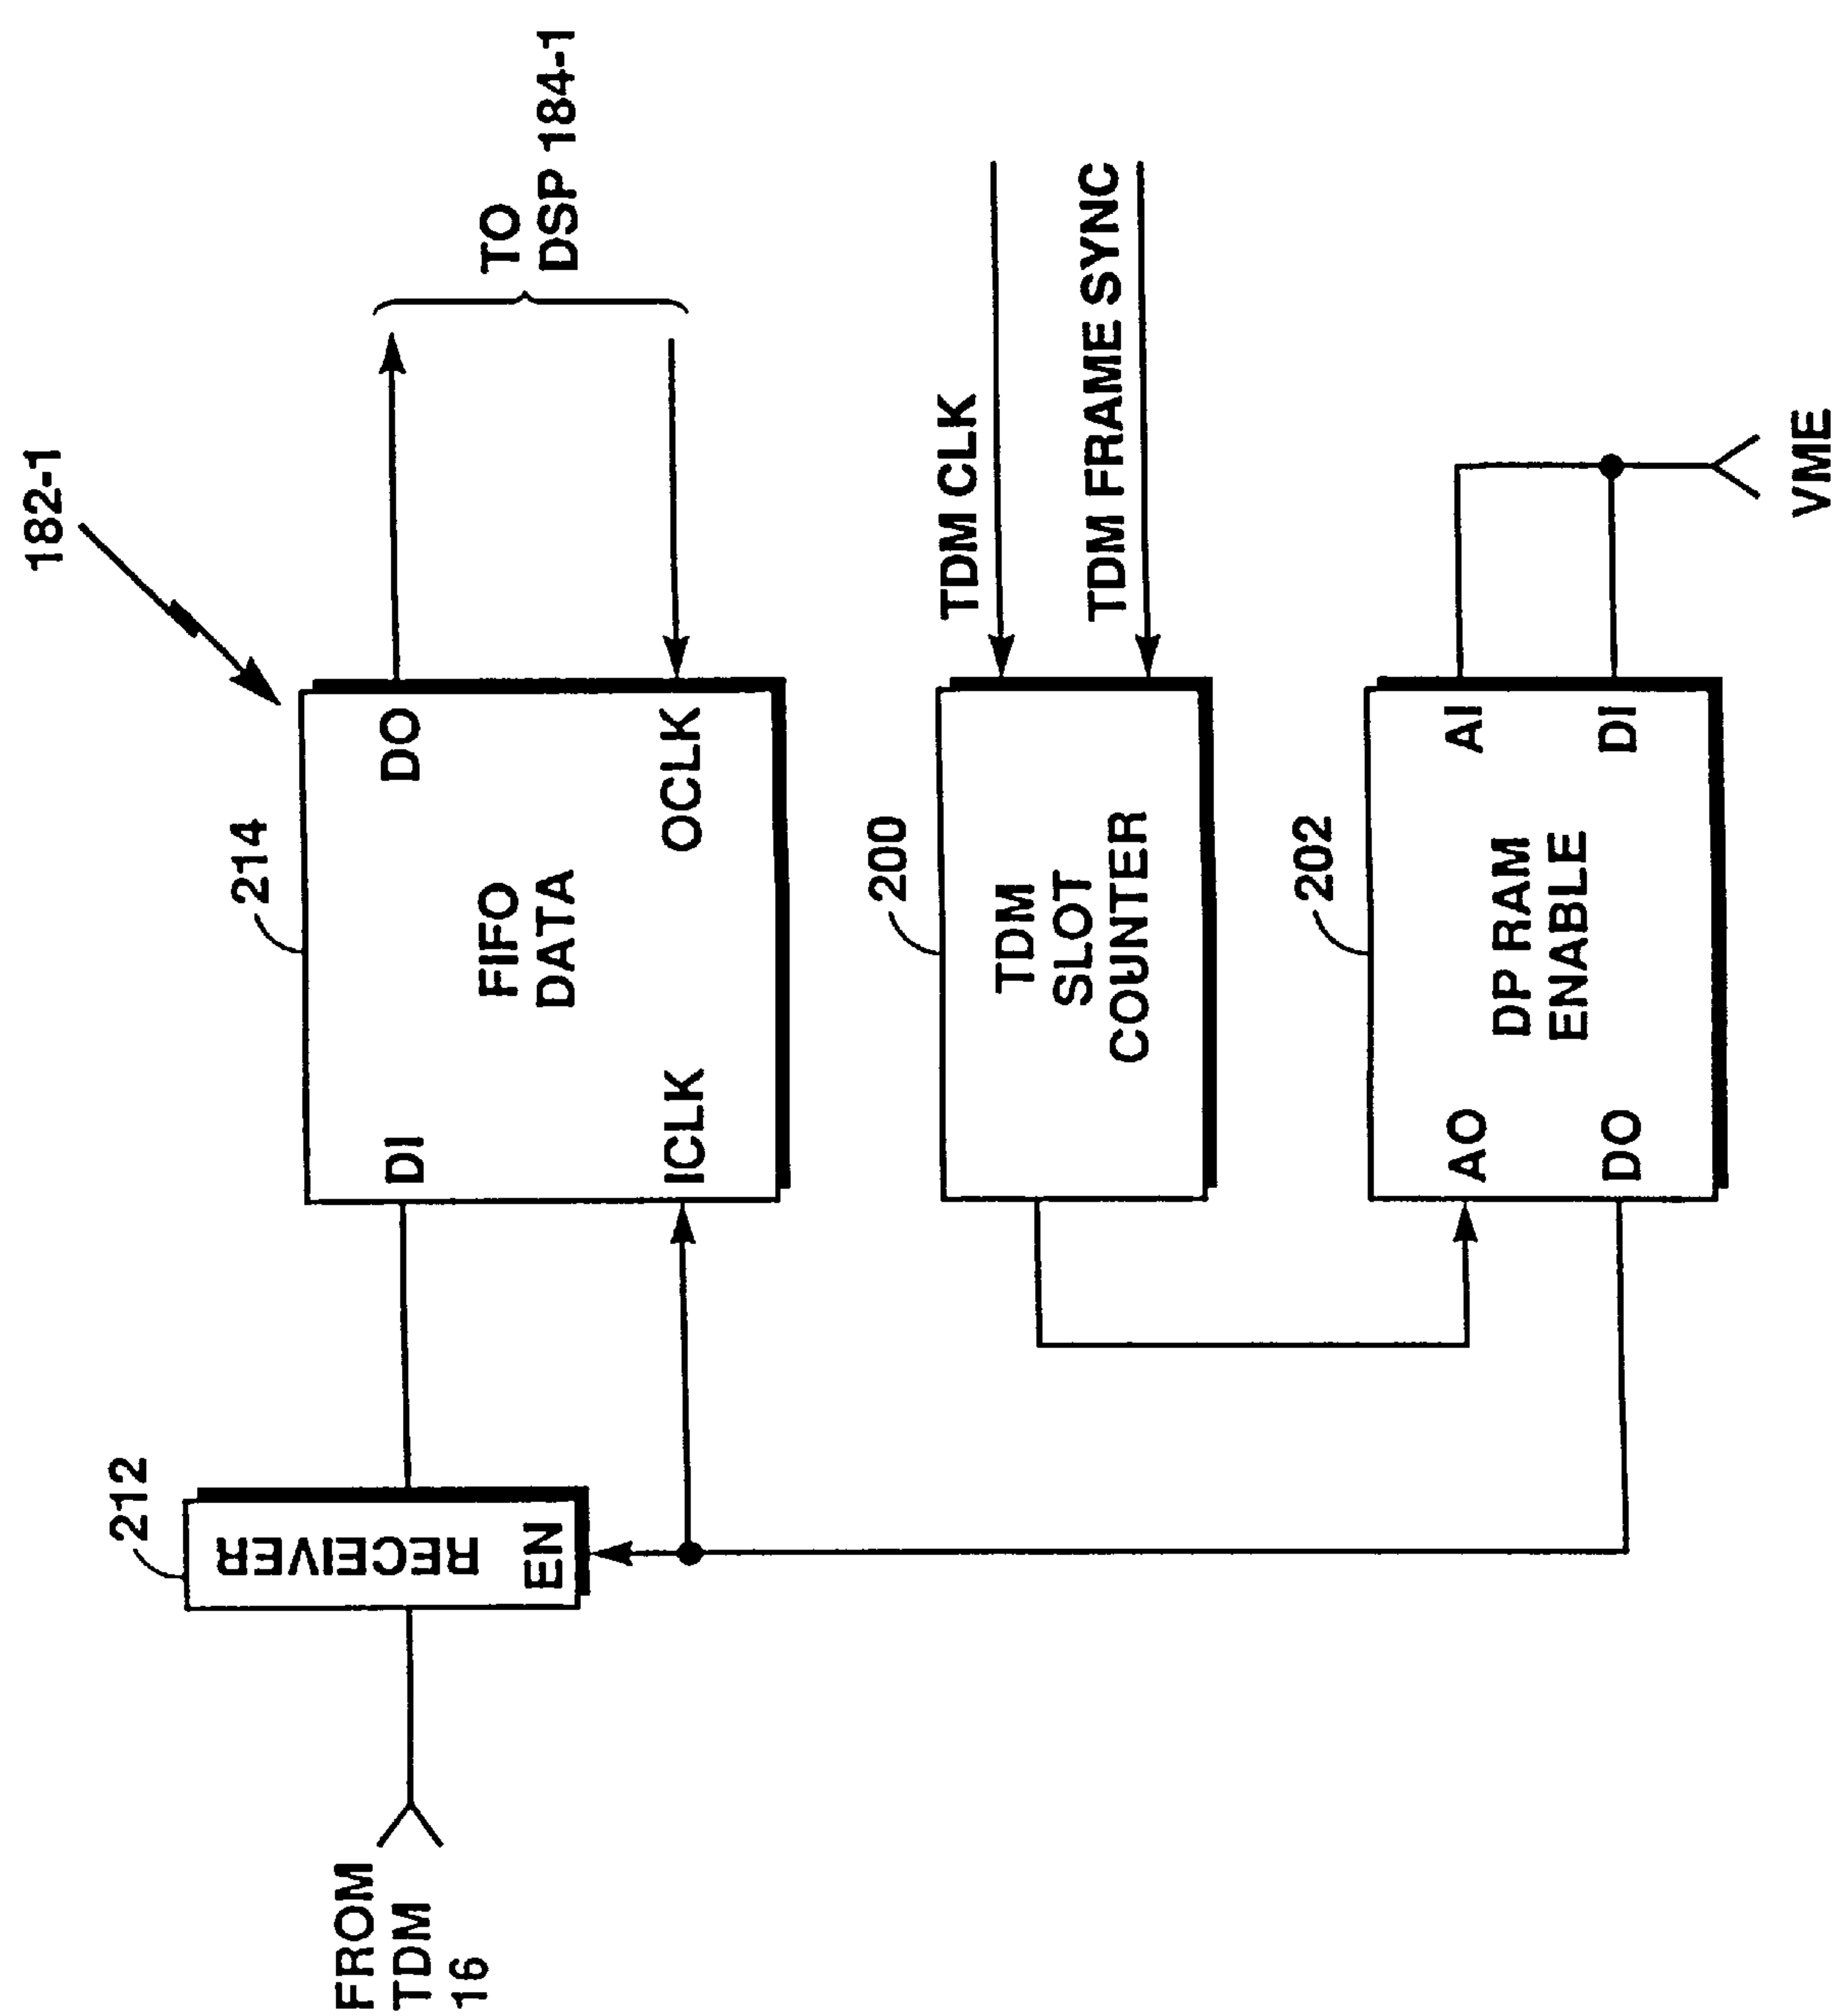 182-1
212
214
FROM
TDM
16
RECEIVER
EN
DI
ICLK
FIFO
DATA
DO
OCLK
TO
DSP 184-1
200
TDM
SLOT
COUNTER
TDM CLK
TDM FRAME SYNC
202
AO
DO
DP RAM
ENABLE
AI
DI
VME